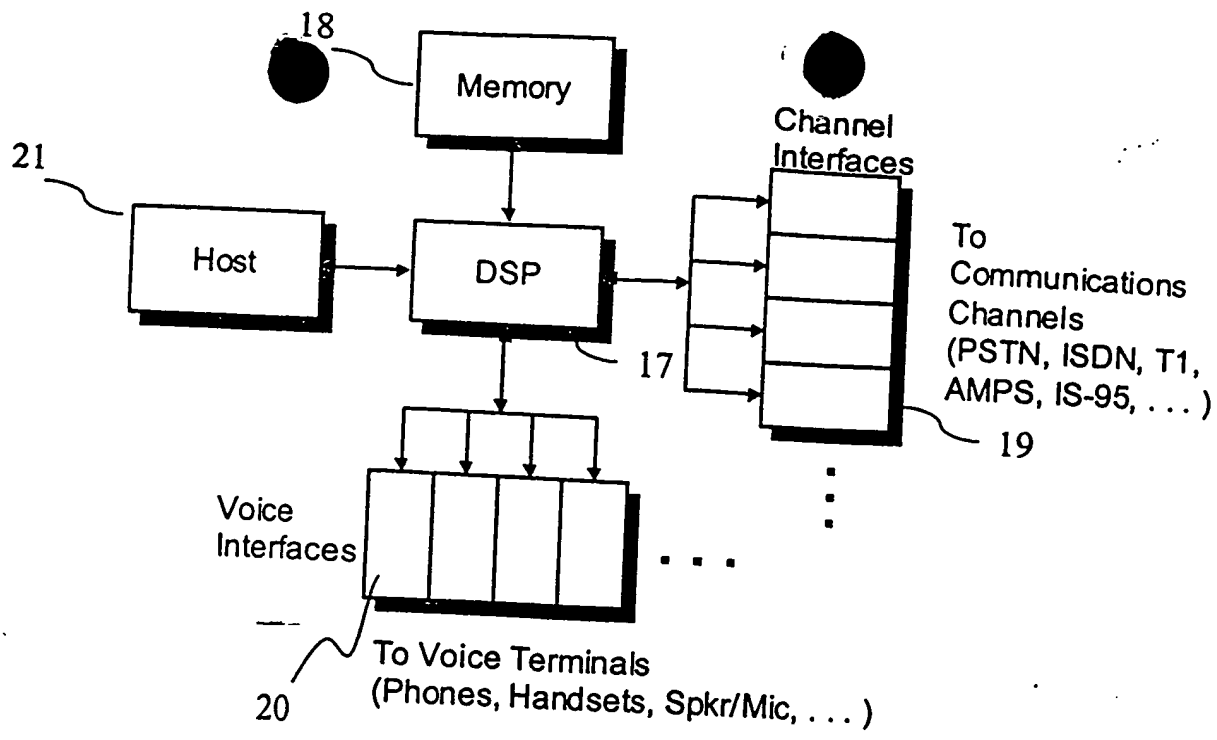 18
Memory
Channel
Interfaces
21
Host
DSP
To
Communications
Channels
(PSTN, ISDN, T1,
AMPS, IS-95, . . . )
17
19
Voice
Interfaces
. . .
20
To Voice Terminals
(Phones, Handsets, Spkr/Mic, . . . )